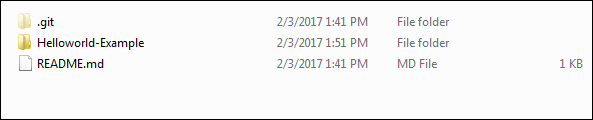 .git 2/3/2017 1:41 PM File folder
Helloworld-Example 2/3/2017 1:51 PM File folder
README.md 2/3/2017 1:41 PM MD File 1 KB